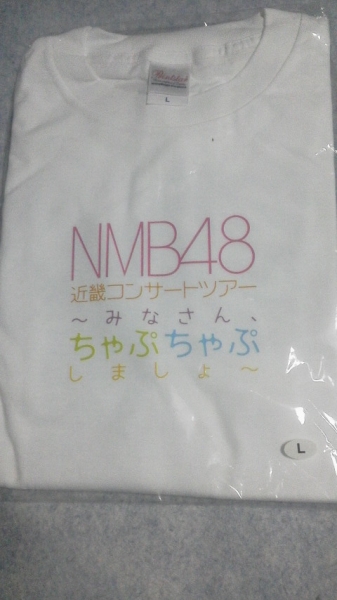 L
NMB48
近畿コンサートツアー
～みなさん、
ちゃぷちゃぷ
しましょ～
L